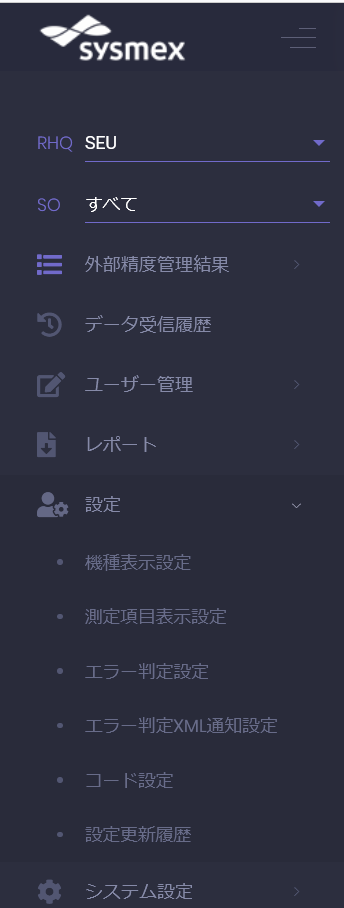 sysmex
RHQ SEU
SO すべて
外部精度管理結果
データ受信履歴
ユーザー管理
レポート
設定
機種表示設定
測定項目表示設定
エラー判定設定
エラー判定XML通知設定
コード設定
設定更新履歴
システム設定